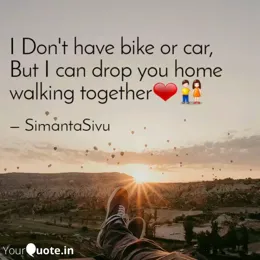 I Don't have bike or car,
But I can drop you home
walking together❤️👫
— SimantaSivu
YourQuote.in